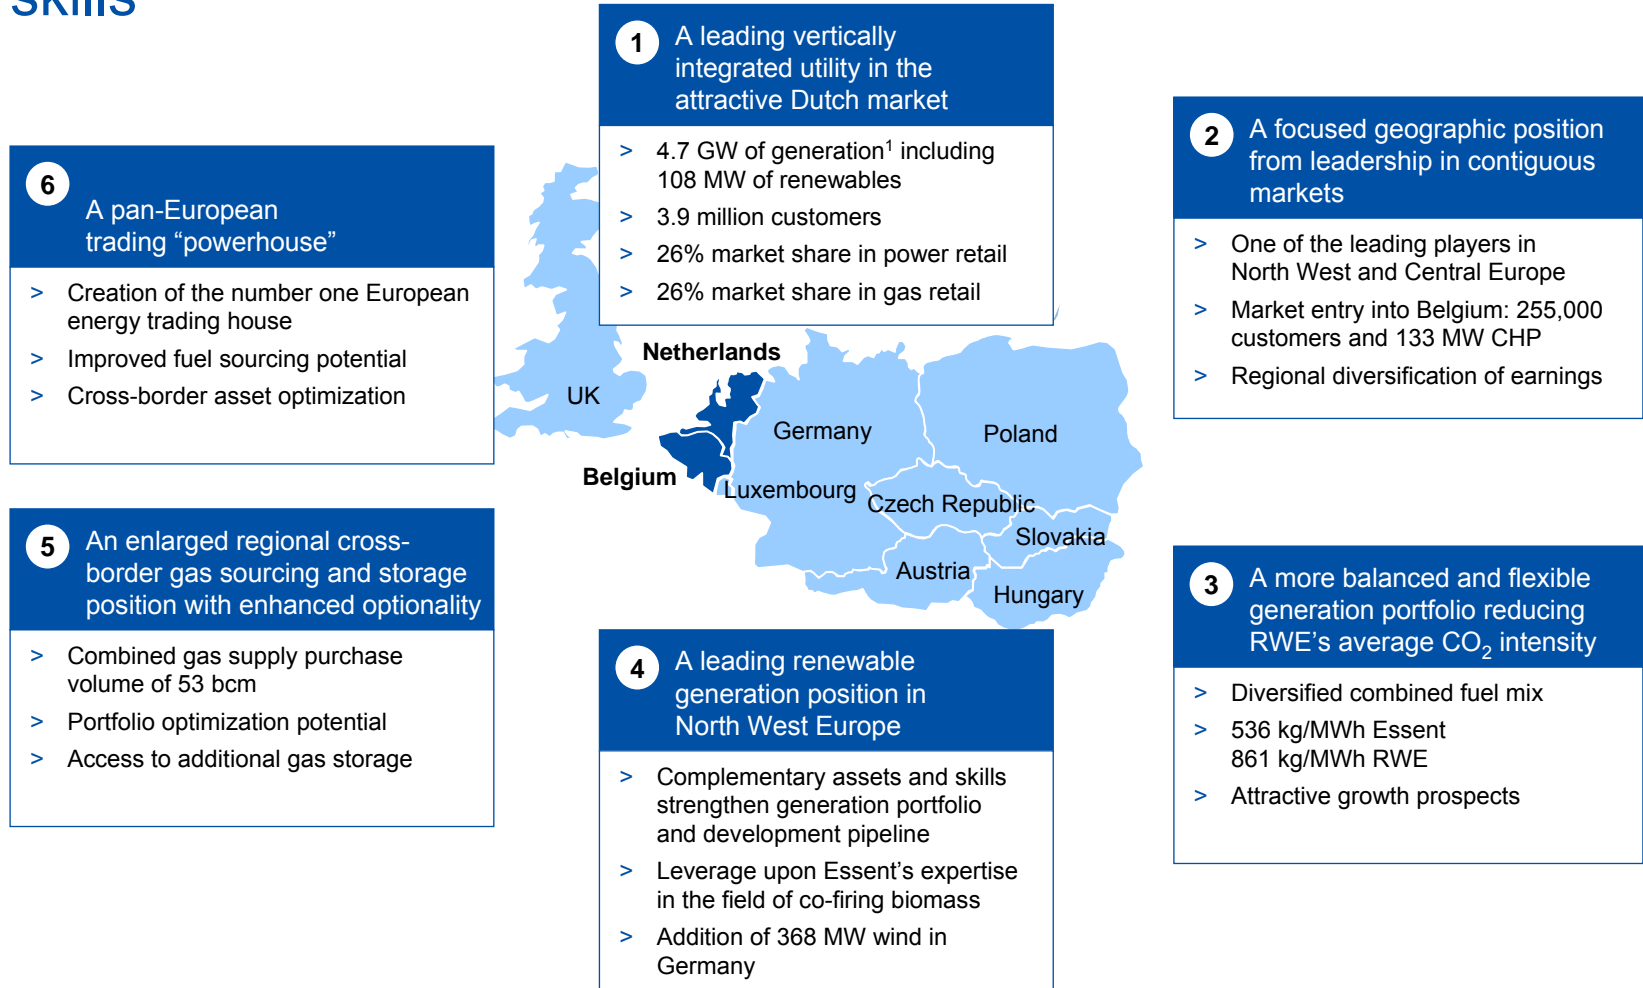 skills
1
A leading vertically
integrated utility in the
attractive Dutch market
> 4.7 GW of generation¹ including
108 MW of renewables
> 3.9 million customers
> 26% market share in power retail
> 26% market share in gas retail
2
A focused geographic position
from leadership in contiguous
markets
> One of the leading players in
North West and Central Europe
> Market entry into Belgium: 255,000
customers and 133 MW CHP
> Regional diversification of earnings
6
A pan-European
trading “powerhouse”
> Creation of the number one European
energy trading house
> Improved fuel sourcing potential
> Cross-border asset optimization
Netherlands
UK
Germany
Poland
Belgium
Luxembourg
Czech Republic
Slovakia
Austria
Hungary
5
An enlarged regional cross-
border gas sourcing and storage
position with enhanced optionality
> Combined gas supply purchase
volume of 53 bcm
> Portfolio optimization potential
> Access to additional gas storage
3
A more balanced and flexible
generation portfolio reducing
RWE’s average CO₂ intensity
> Diversified combined fuel mix
> 536 kg/MWh Essent
861 kg/MWh RWE
> Attractive growth prospects
4
A leading renewable
generation position in
North West Europe
> Complementary assets and skills
strengthen generation portfolio
and development pipeline
> Leverage upon Essent’s expertise
in the field of co-firing biomass
> Addition of 368 MW wind in
Germany